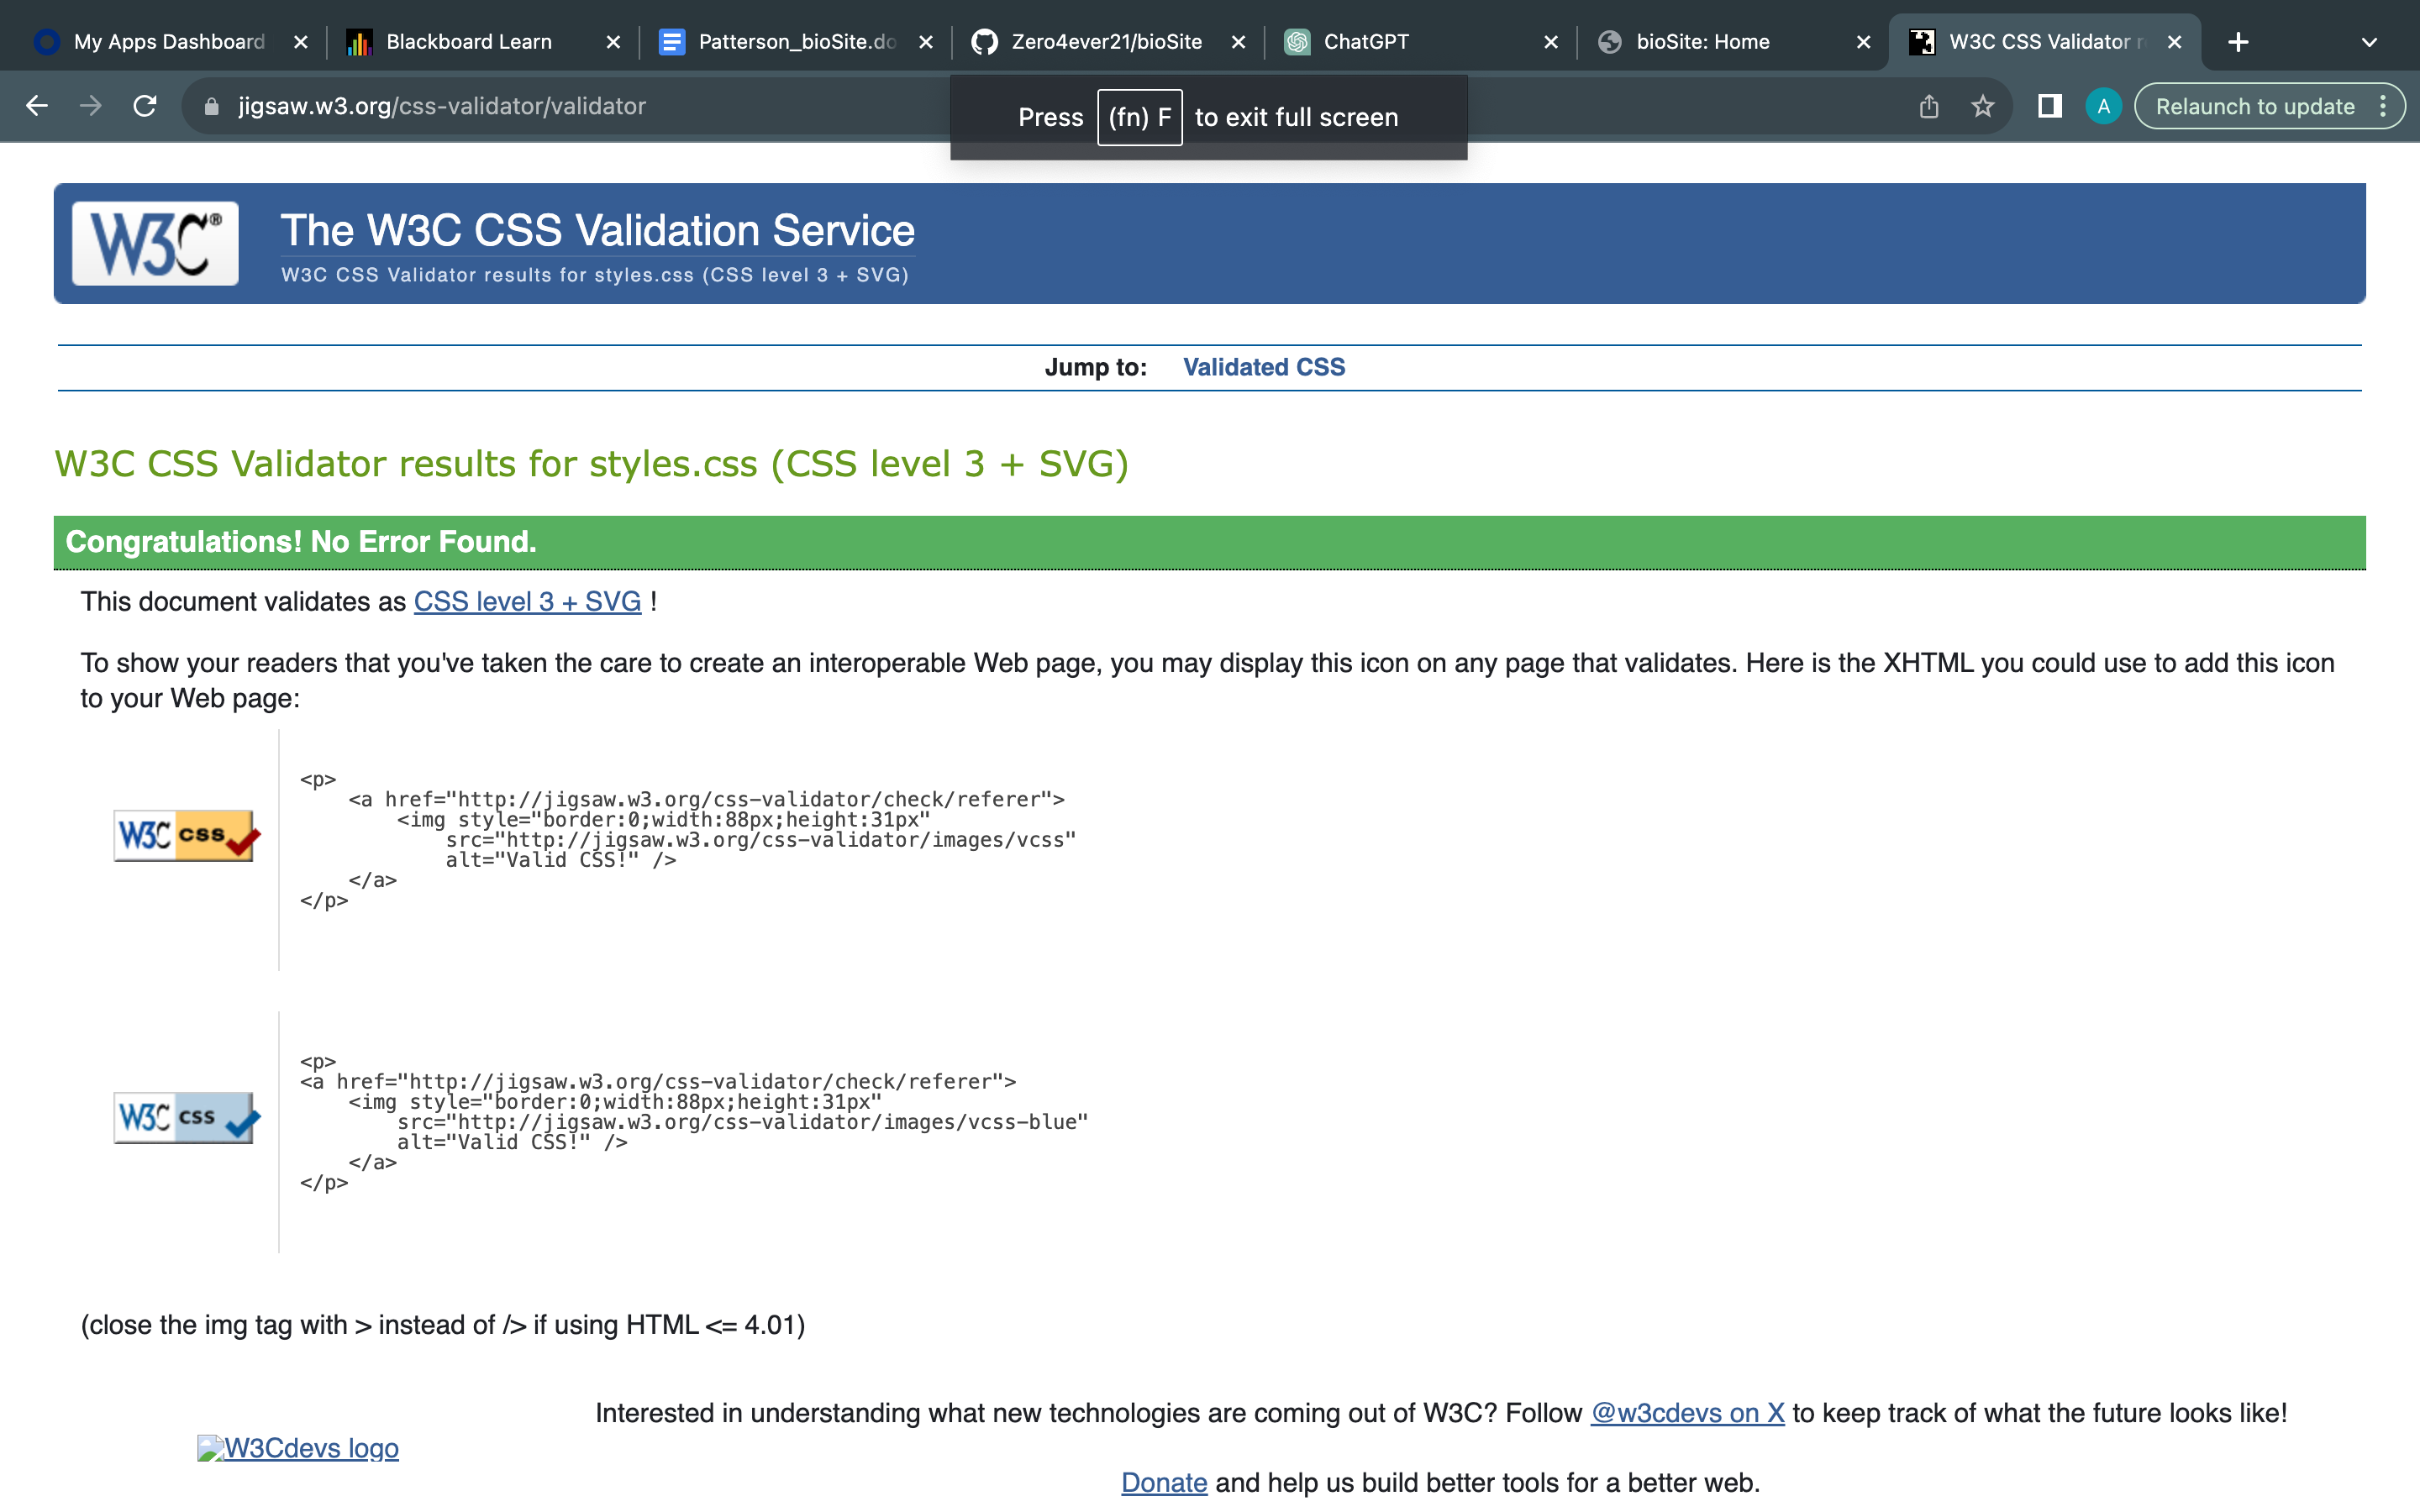 My Apps Dashboard
Blackboard Learn
Patterson_bioSite.do
Zero4ever21/bioSite
ChatGPT
bioSite: Home
W3C CSS Validator r
jigsaw.w3.org/css-validator/validator
A
Relaunch to update
Press (fn) F to exit full screen
W3C®
The W3C CSS Validation Service
W3C CSS Validator results for styles.css (CSS level 3 + SVG)
Jump to: Validated CSS
W3C CSS Validator results for styles.css (CSS level 3 + SVG)
Congratulations! No Error Found.
This document validates as CSS level 3 + SVG !
To show your readers that you've taken the care to create an interoperable Web page, you may display this icon on any page that validates. Here is the XHTML you could use to add this icon
to your Web page:
W3C css
<p>
<a href="http://jigsaw.w3.org/css-validator/check/referer">
<img style="border:0;width:88px;height:31px"
src="http://jigsaw.w3.org/css-validator/images/vcss"
alt="Valid CSS!" />
</a>
</p>
W3C css
<p>
<a href="http://jigsaw.w3.org/css-validator/check/referer">
<img style="border:0;width:88px;height:31px"
src="http://jigsaw.w3.org/css-validator/images/vcss-blue"
alt="Valid CSS!" />
</a>
</p>
(close the img tag with > instead of /> if using HTML <= 4.01)
Interested in understanding what new technologies are coming out of W3C? Follow @w3cdevs on X to keep track of what the future looks like!
W3Cdevs logo
Donate and help us build better tools for a better web.